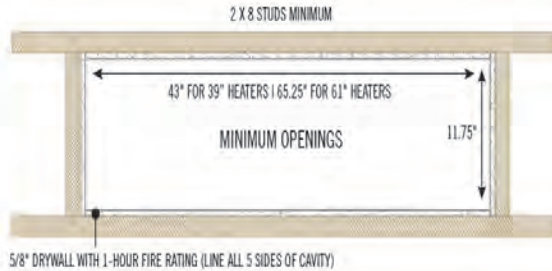 2 X 8 STUDS MINIMUM
43" FOR 39" HEATERS | 65.25" FOR 61" HEATERS
MINIMUM OPENINGS
11.75"
5/8" DRYWALL WITH 1-HOUR FIRE RATING (LINE ALL 5 SIDES OF CAVITY)